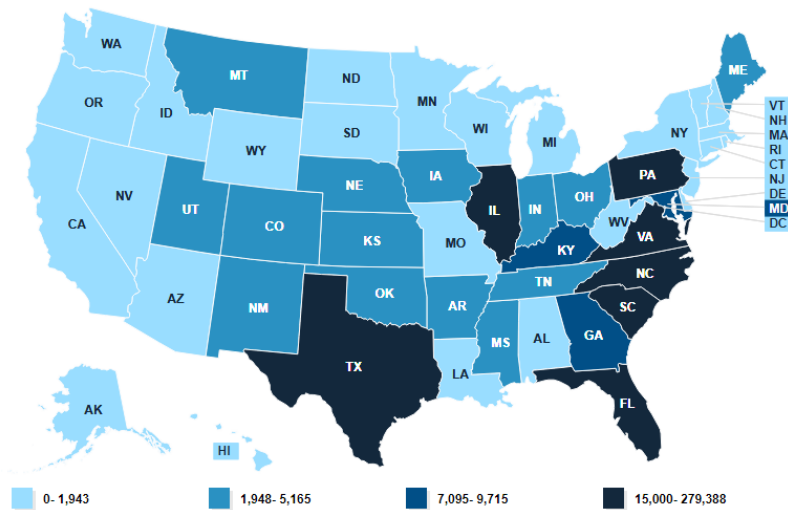 WA
MT
ND
MN
ME
VT
NH
MA
RI
CT
NJ
DE
MD
DC
OR
ID
SD
WI
MI
NY
WY
NE
IA
PA
NV
UT
CO
IL
IN
OH
WV
CA
KS
MO
KY
VA
AZ
NM
OK
AR
TN
NC
SC
MS
AL
GA
TX
LA
FL
AK
HI
0- 1,943
1,948- 5,165
7,095- 9,715
15,000- 279,388